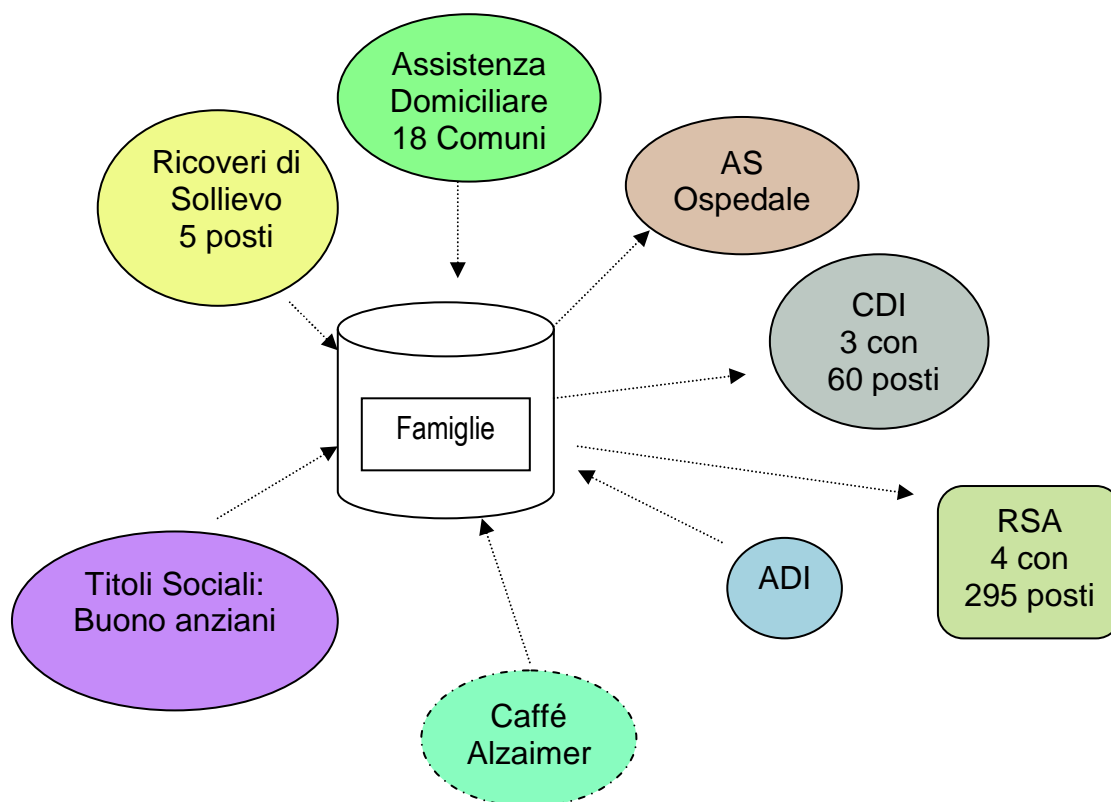 Assistenza
Domiciliare
18 Comuni
Ricoveri di
Sollievo
5 posti
AS
Ospedale
CDI
3 con
60 posti
Famiglie
RSA
4 con
295 posti
ADI
Titoli Sociali:
Buono anziani
Caffé
Alzaimer